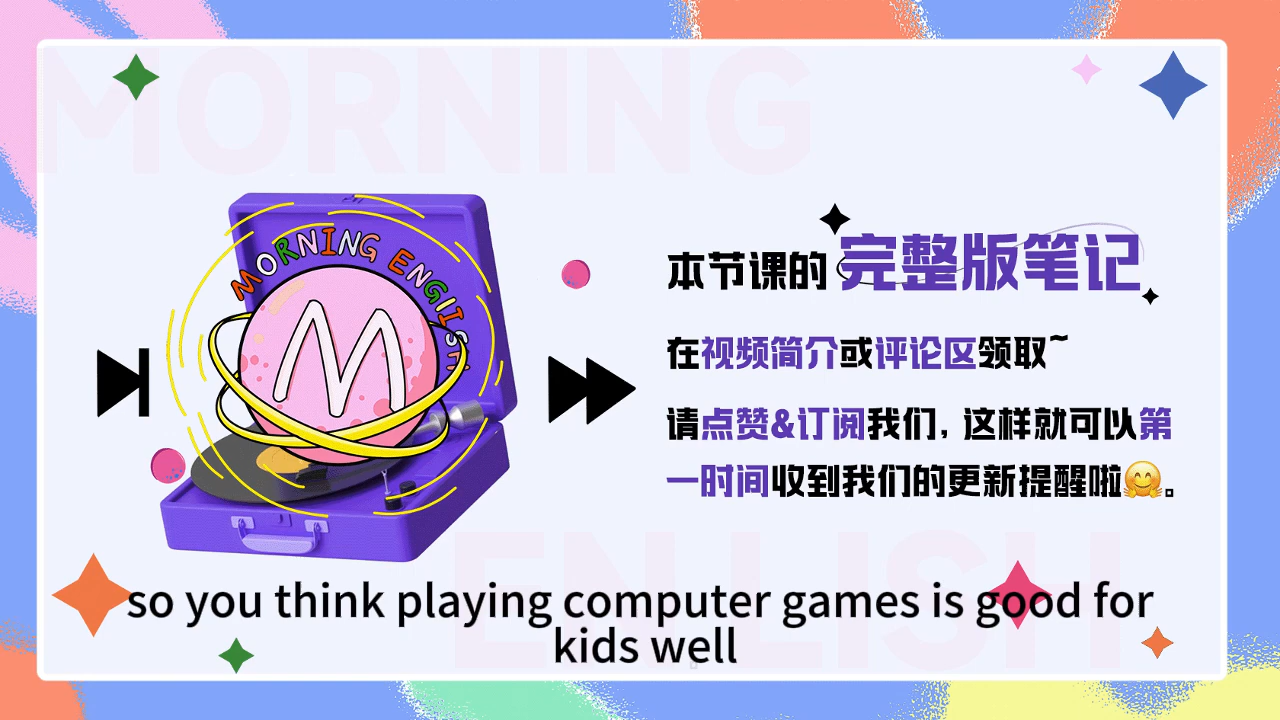 MORNING
MORNING ENGLISH
M
本节课的 完整版笔记
在视频简介或评论区领取~
请点赞&订阅我们，这样就可以第
一时间收到我们的更新提醒啦🤗。
ENLISH
so you think playing computer games is good for
kids well